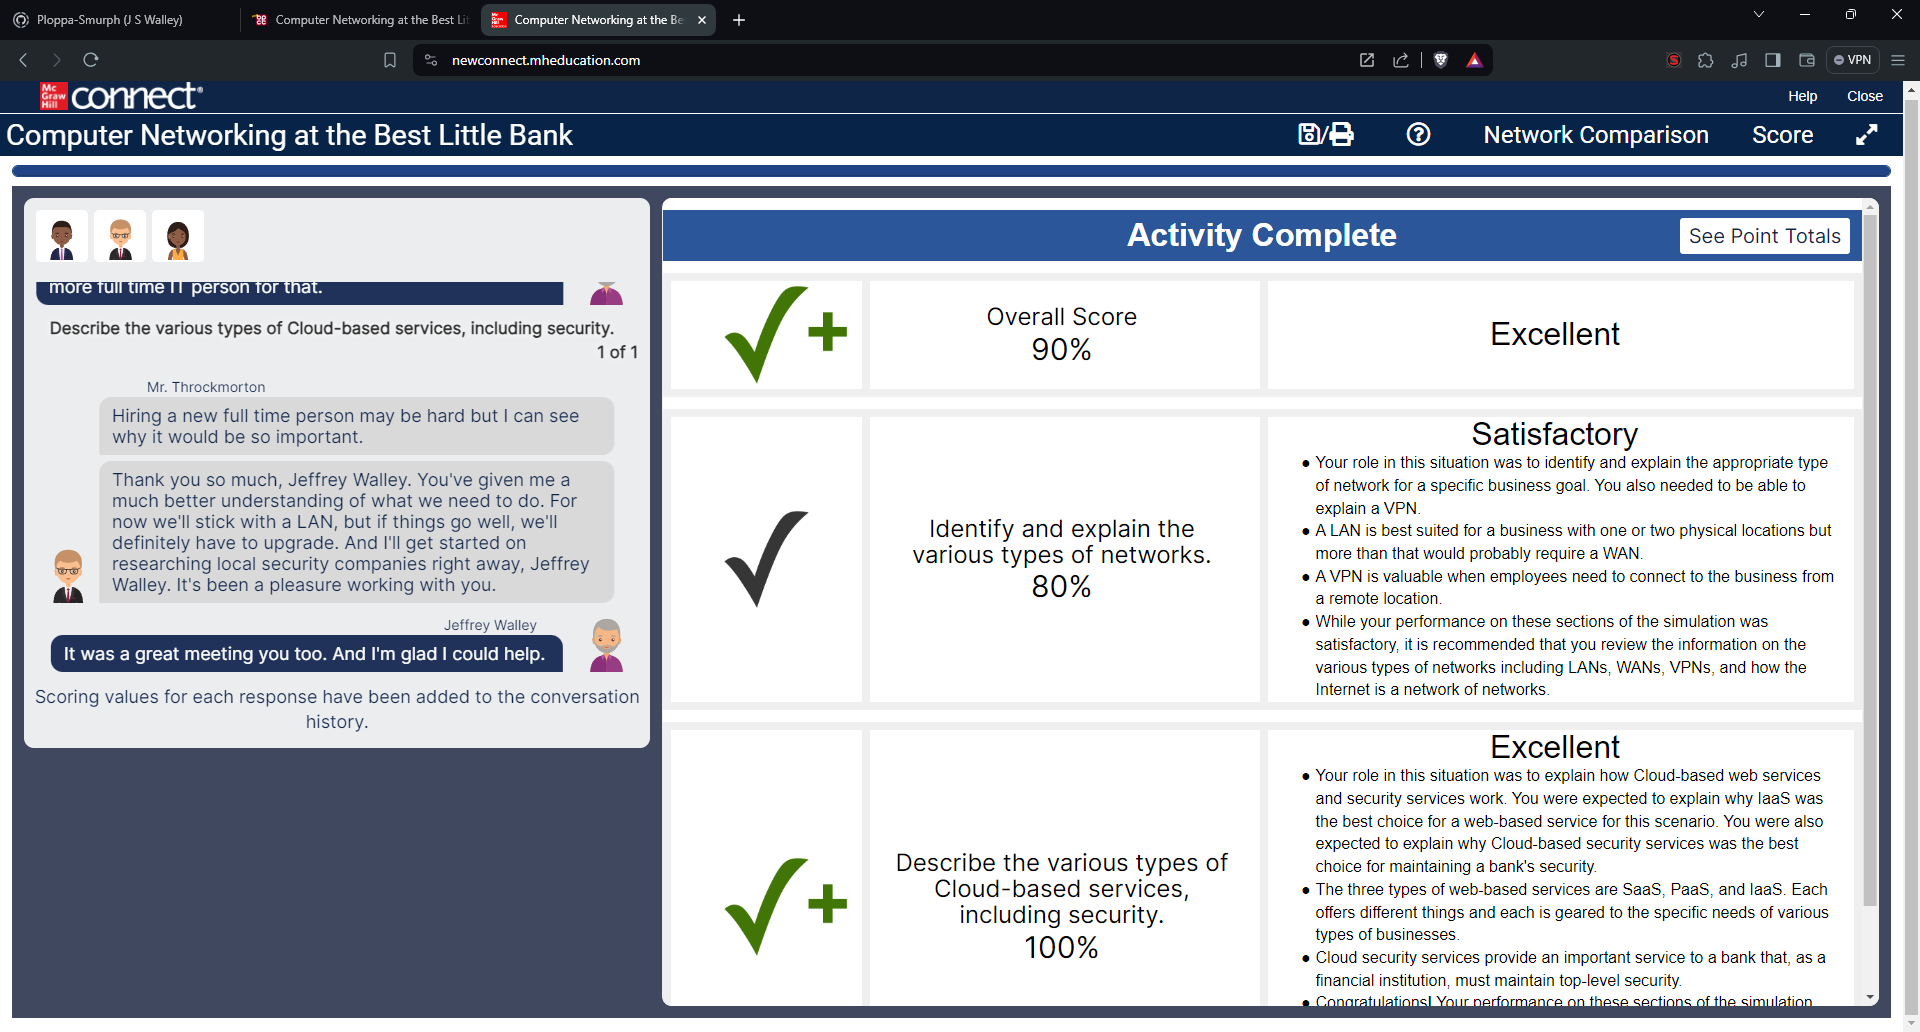 Ploppa-Smurph (J S Walley)
Computer Networking at the Best Lit
Computer Networking at the Be
newconnect.mheducation.com
VPN
Mc
Graw
Hill
connect
Help
Close
Computer Networking at the Best Little Bank
Network Comparison
Score
more full time IT person for that.
Describe the various types of Cloud-based services, including security.
1 of 1
Mr. Throckmorton
Hiring a new full time person may be hard but I can see
why it would be so important.
Thank you so much, Jeffrey Walley. You've given me a
much better understanding of what we need to do. For
now we'll stick with a LAN, but if things go well, we'll
definitely have to upgrade. And I'll get started on
researching local security companies right away, Jeffrey
Walley. It's been a pleasure working with you.
Jeffrey Walley
It was a great meeting you too. And I'm glad I could help.
Scoring values for each response have been added to the conversation
history.
Activity Complete
See Point Totals
Overall Score
90%
Excellent
Identify and explain the
various types of networks.
80%
Satisfactory
• Your role in this situation was to identify and explain the appropriate type
of network for a specific business goal. You also needed to be able to
explain a VPN.
• A LAN is best suited for a business with one or two physical locations but
more than that would probably require a WAN.
• A VPN is valuable when employees need to connect to the business from
a remote location.
• While your performance on these sections of the simulation was
satisfactory, it is recommended that you review the information on the
various types of networks including LANs, WANs, VPNs, and how the
Internet is a network of networks.
Describe the various types of
Cloud-based services,
including security.
100%
Excellent
• Your role in this situation was to explain how Cloud-based web services
and security services work. You were expected to explain why IaaS was
the best choice for a web-based service for this scenario. You were also
expected to explain why Cloud-based security services was the best
choice for maintaining a bank's security.
• The three types of web-based services are SaaS, PaaS, and IaaS. Each
offers different things and each is geared to the specific needs of various
types of businesses.
• Cloud security services provide an important service to a bank that, as a
financial institution, must maintain top-level security.
• Congratulations! Your performance on these sections of the simulation